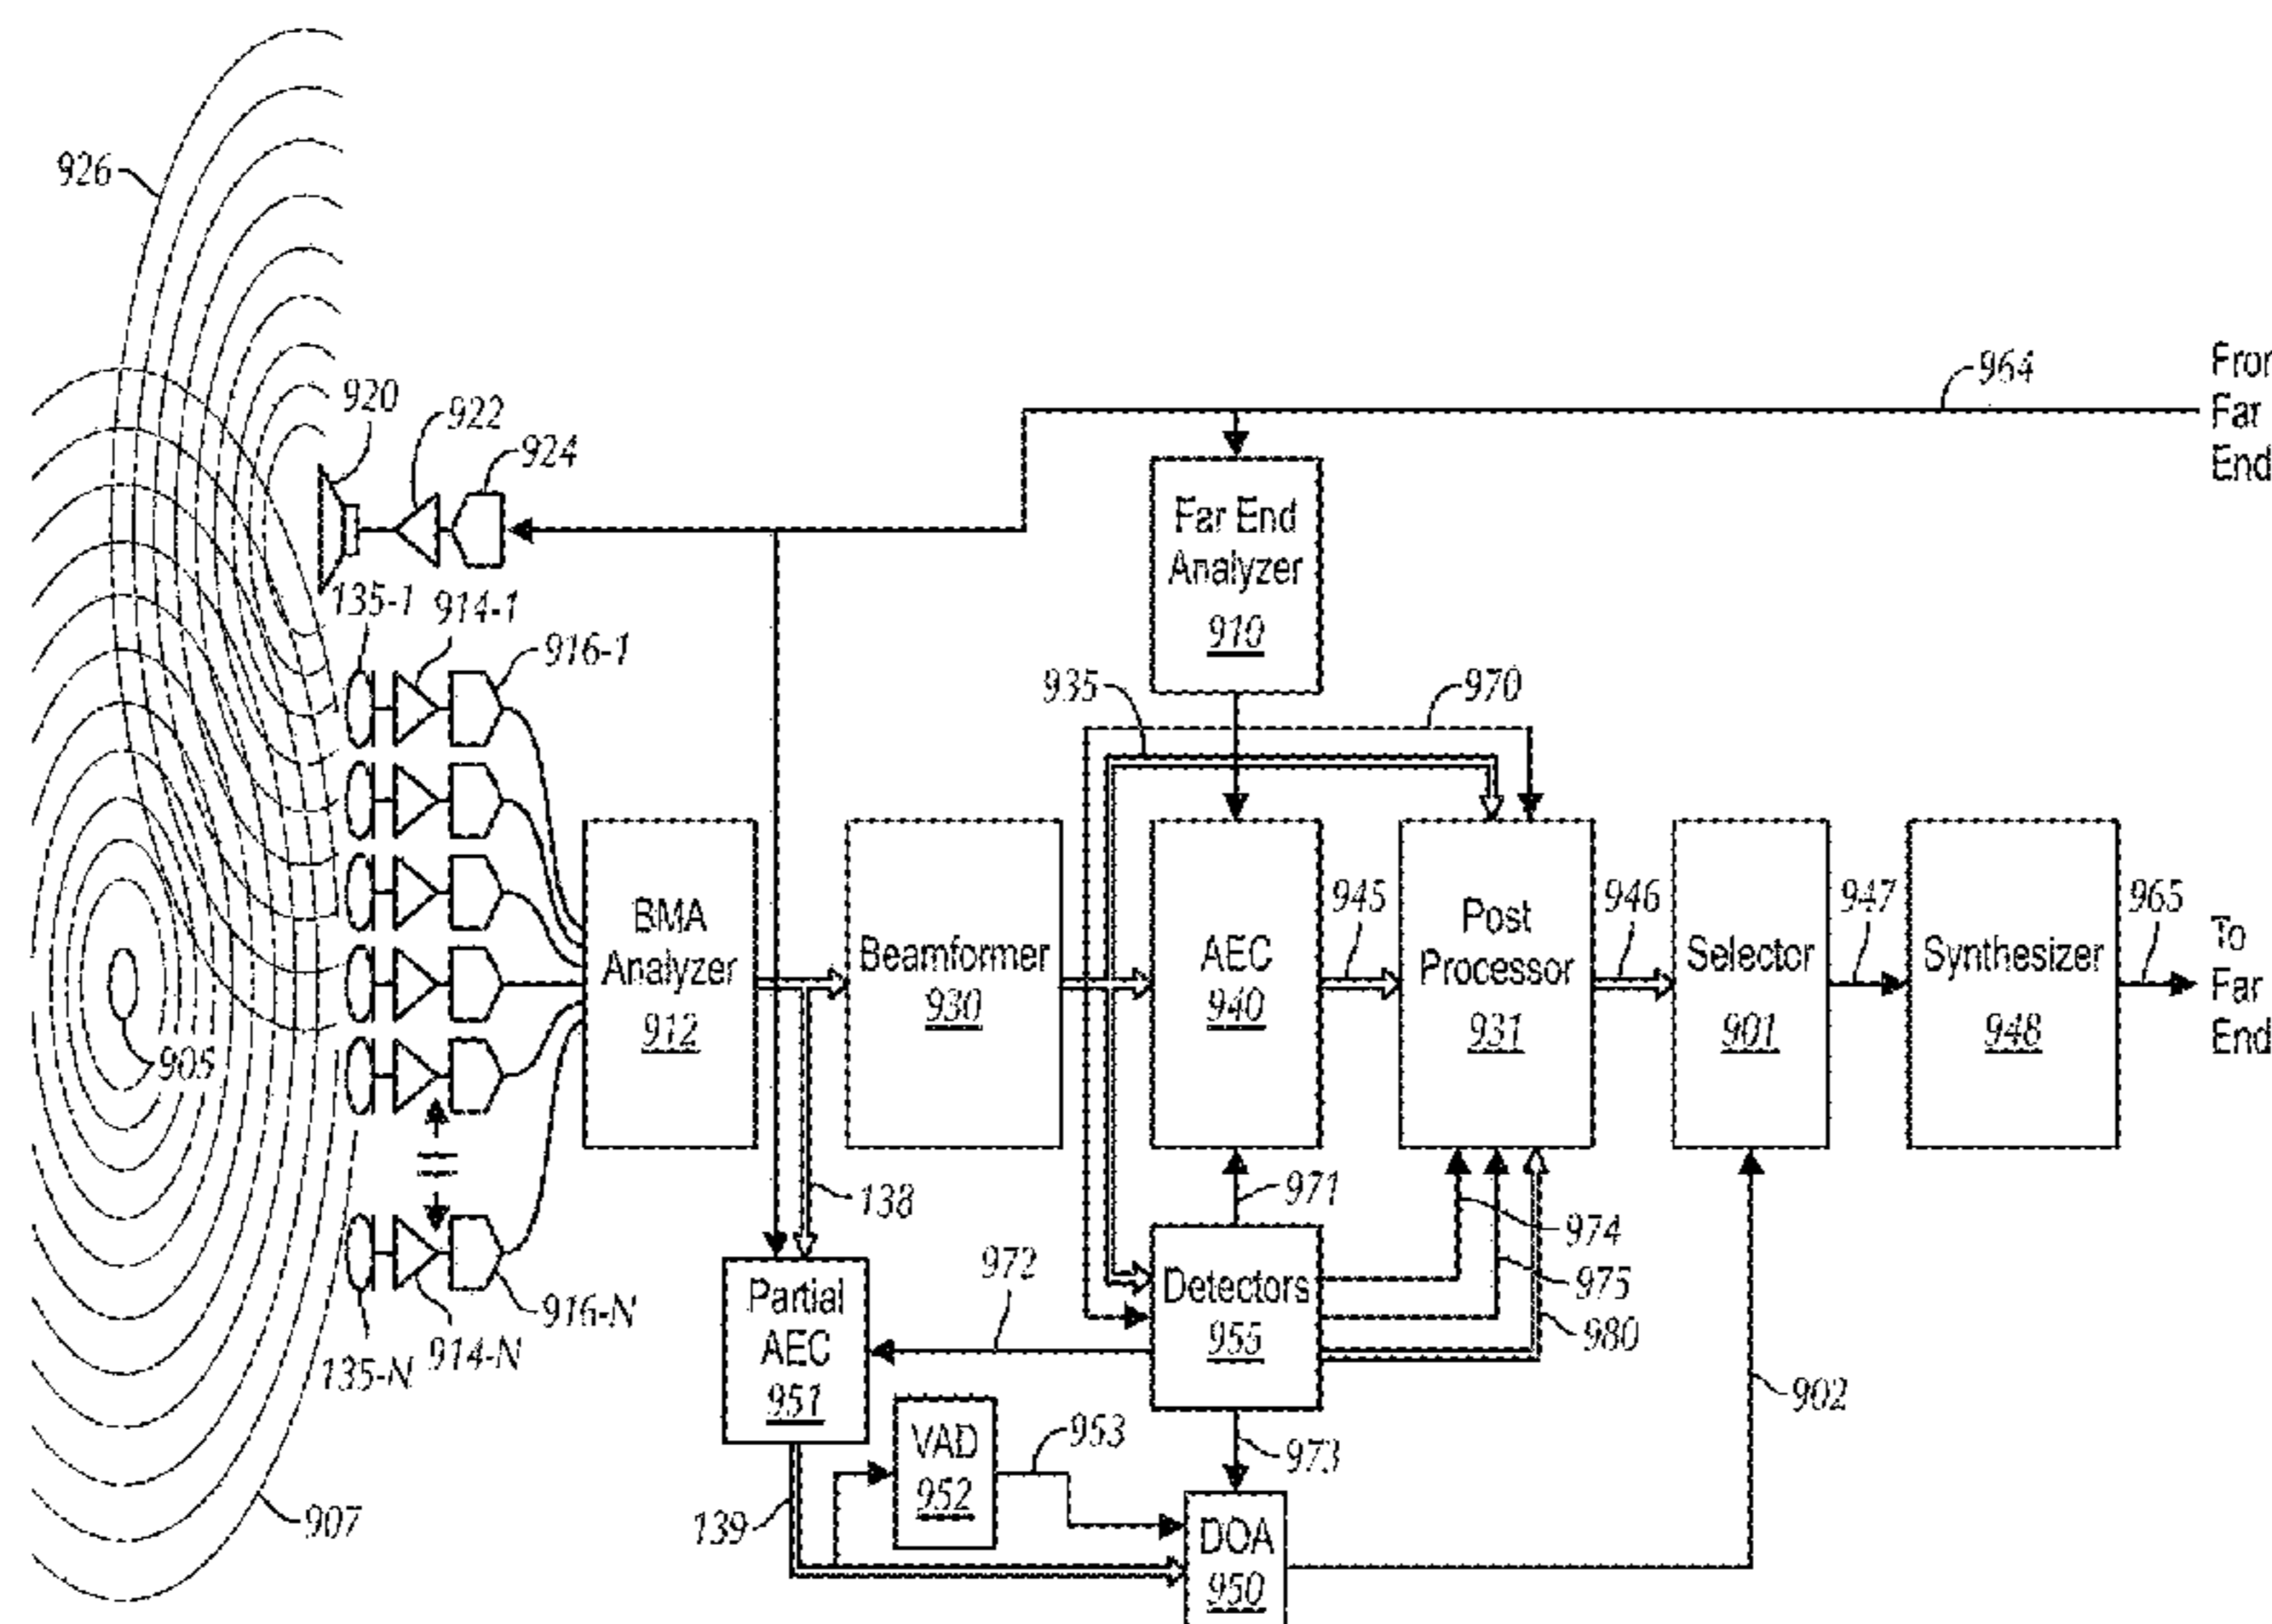 926
920
922
924
964
Fror
Far
End
Far End
Analyzer
910
135-1
914-1
916-1
935
970
BMA
Analyzer
912
Beamformer
930
AEC
940
945
Post
Processor
931
946
Selector
901
947
Synthesizer
948
965
To
Far
End
905
138
971
974
975
980
972
Partial
AEC
951
Detectors
955
135-N
914-N
916-N
902
VAD
952
953
973
139
DOA
950
907